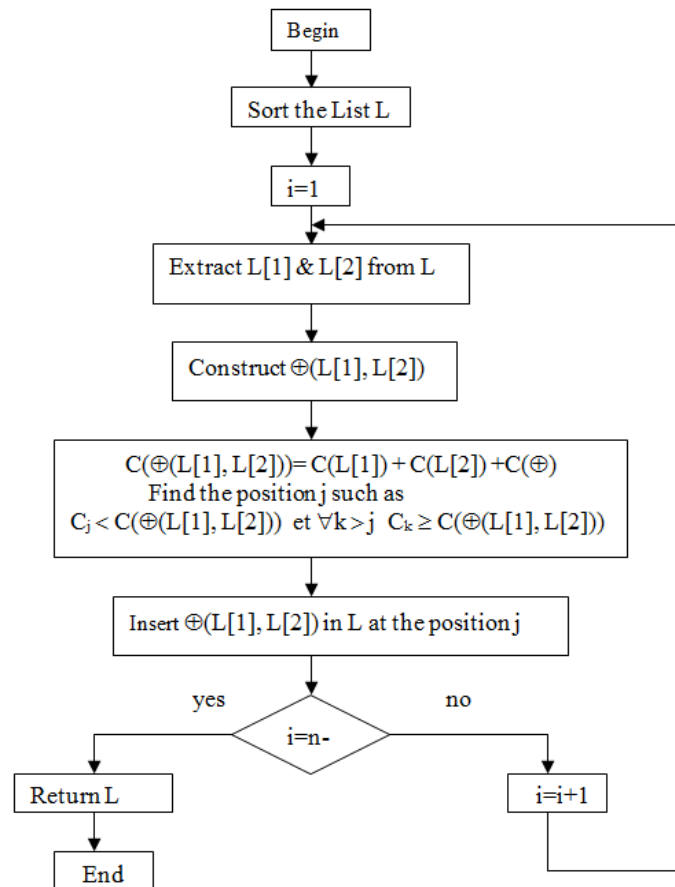 Begin
Sort the List L
i=1
Extract L[1] & L[2] from L
Construct ⊕(L[1], L[2])
C(⊕(L[1], L[2]))= C(L[1]) + C(L[2]) +C(⊕)
Find the position j such as
Cⱼ < C(⊕(L[1], L[2])) et ∀k > j Cₖ ≥ C(⊕(L[1], L[2]))
Insert ⊕(L[1], L[2]) in L at the position j
yes
no
i=n-
Return L
i=i+1
End